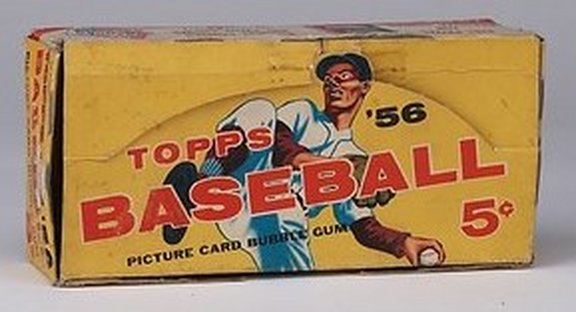 '56
TOPPS
BASEBALL
5¢
PICTURE CARD BUBBLE GUM